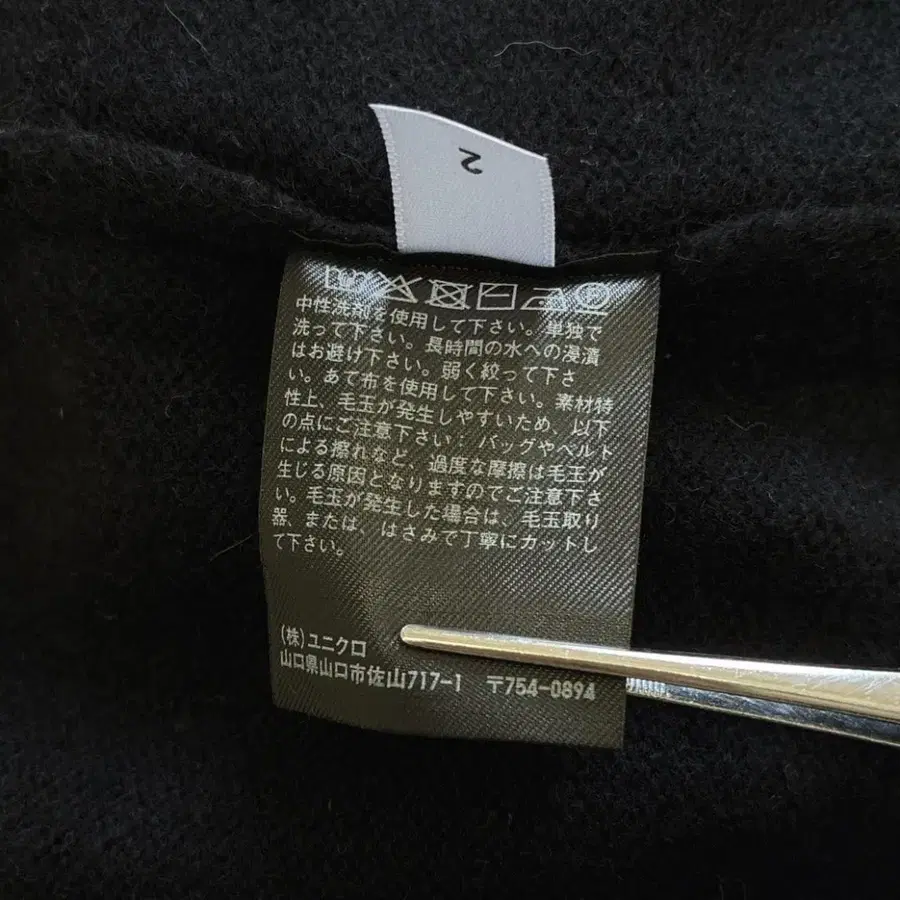 2
中性洗剤を使用して下さい。単独で
洗って下さい。長時間の水への浸漬
はお避け下さい。弱く絞って下さ
い。あて布を使用して下さい。素材特
性上、毛玉が発生しやすいため、以下
の点にご注意下さい:バッグやベルト
による擦れなど、過度な摩擦は毛玉が
生じる原因となりますのでご注意下さ
い。毛玉が発生した場合は、毛玉取り
器、または、はさみで丁寧にカットし
て下さい。
(株)ユニクロ
山口県山口市佐山717-1 〒754-0894